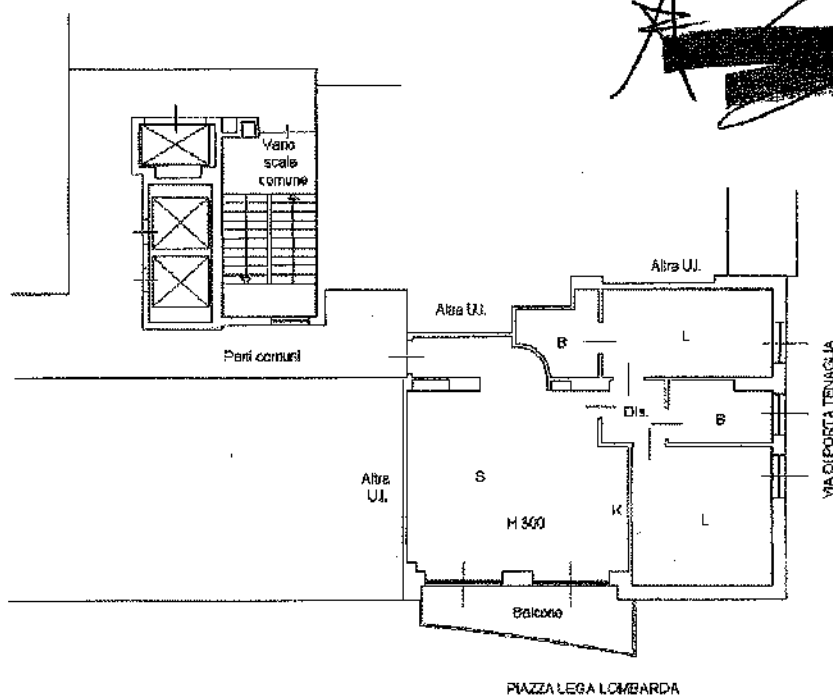 Vano
scale
comune
Altra U.I.
Altra U.I.
B
L
Parti comuni
Dis.
B
Altra
U.I.
S
K
L
H 300
Balcone
VIA DI PORTA TENAGLIA
PIAZZA LEGA LOMBARDA